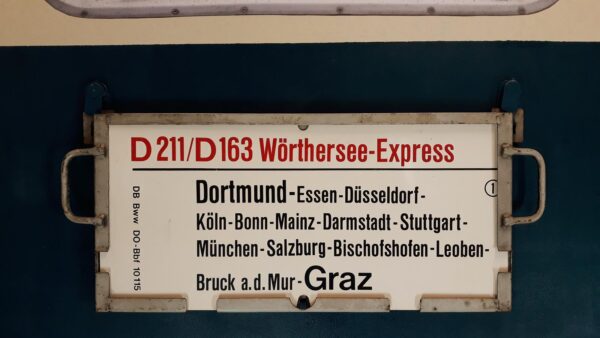 D 211/D 163 Wörthersee-Express
Dortmund-Essen-Düsseldorf-
Köln-Bonn-Mainz-Darmstadt-Stuttgart-
München-Salzburg-Bischofshofen-Leoben-
Bruck a.d. Mur-Graz
1
DB Bww DO-Bbf 10 115